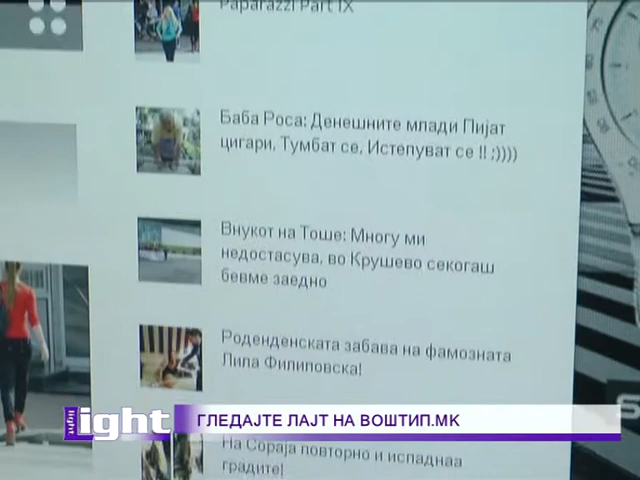 Paparazzi Part IX
Баба Роса: Денешните млади Пијат
цигари, Тумбат се, Истепуват се !! ;))))
Внукот на Тоше: Многу ми
недостасува, во Крушево секогаш
бевме заедно
Роденденската забава на фамозната
Лила Филиповска!
light
light ГЛЕДАЈТЕ ЛАЈТ НА ВОШТИП.МК
На Сораја повторно и испаднаа
градите!